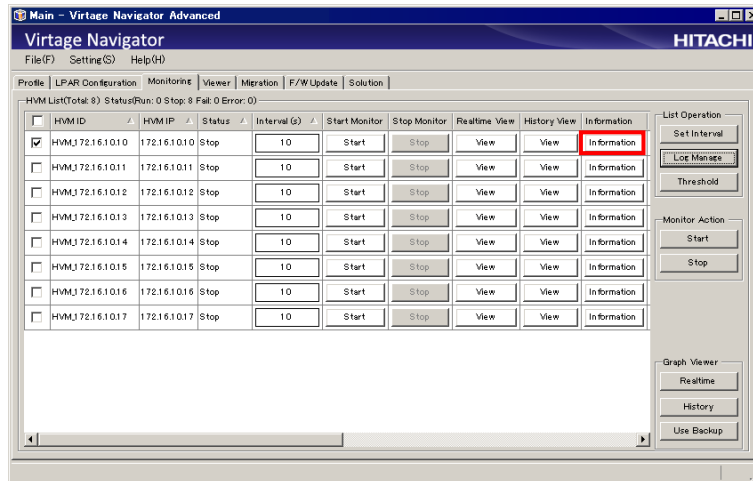 Main - Virtage Navigator Advanced
Virtage Navigator HITACHI
File(F) Setting(S) Help(H)
Profile LPAR Configuration Monitoring Viewer Migration F/W Update Solution
HVM List(Total: 8) Status(Run: 0 Stop: 8 Fail: 0 Error: 0)
HVM ID HVM IP Status Interval (s) Start Monitor Stop Monitor Realtime View History View Information
HVM_172.16.10.10 172.16.10.10 Stop 10 Start Stop View View Information
HVM_172.16.10.11 172.16.10.11 Stop 10 Start Stop View View Information
HVM_172.16.10.12 172.16.10.12 Stop 10 Start Stop View View Information
HVM_172.16.10.13 172.16.10.13 Stop 10 Start Stop View View Information
HVM_172.16.10.14 172.16.10.14 Stop 10 Start Stop View View Information
HVM_172.16.10.15 172.16.10.15 Stop 10 Start Stop View View Information
HVM_172.16.10.16 172.16.10.16 Stop 10 Start Stop View View Information
HVM_172.16.10.17 172.16.10.17 Stop 10 Start Stop View View Information
List Operation
Set Interval
Log Manage
Threshold
Monitor Action
Start
Stop
Graph Viewer
Realtime
History
Use Backup